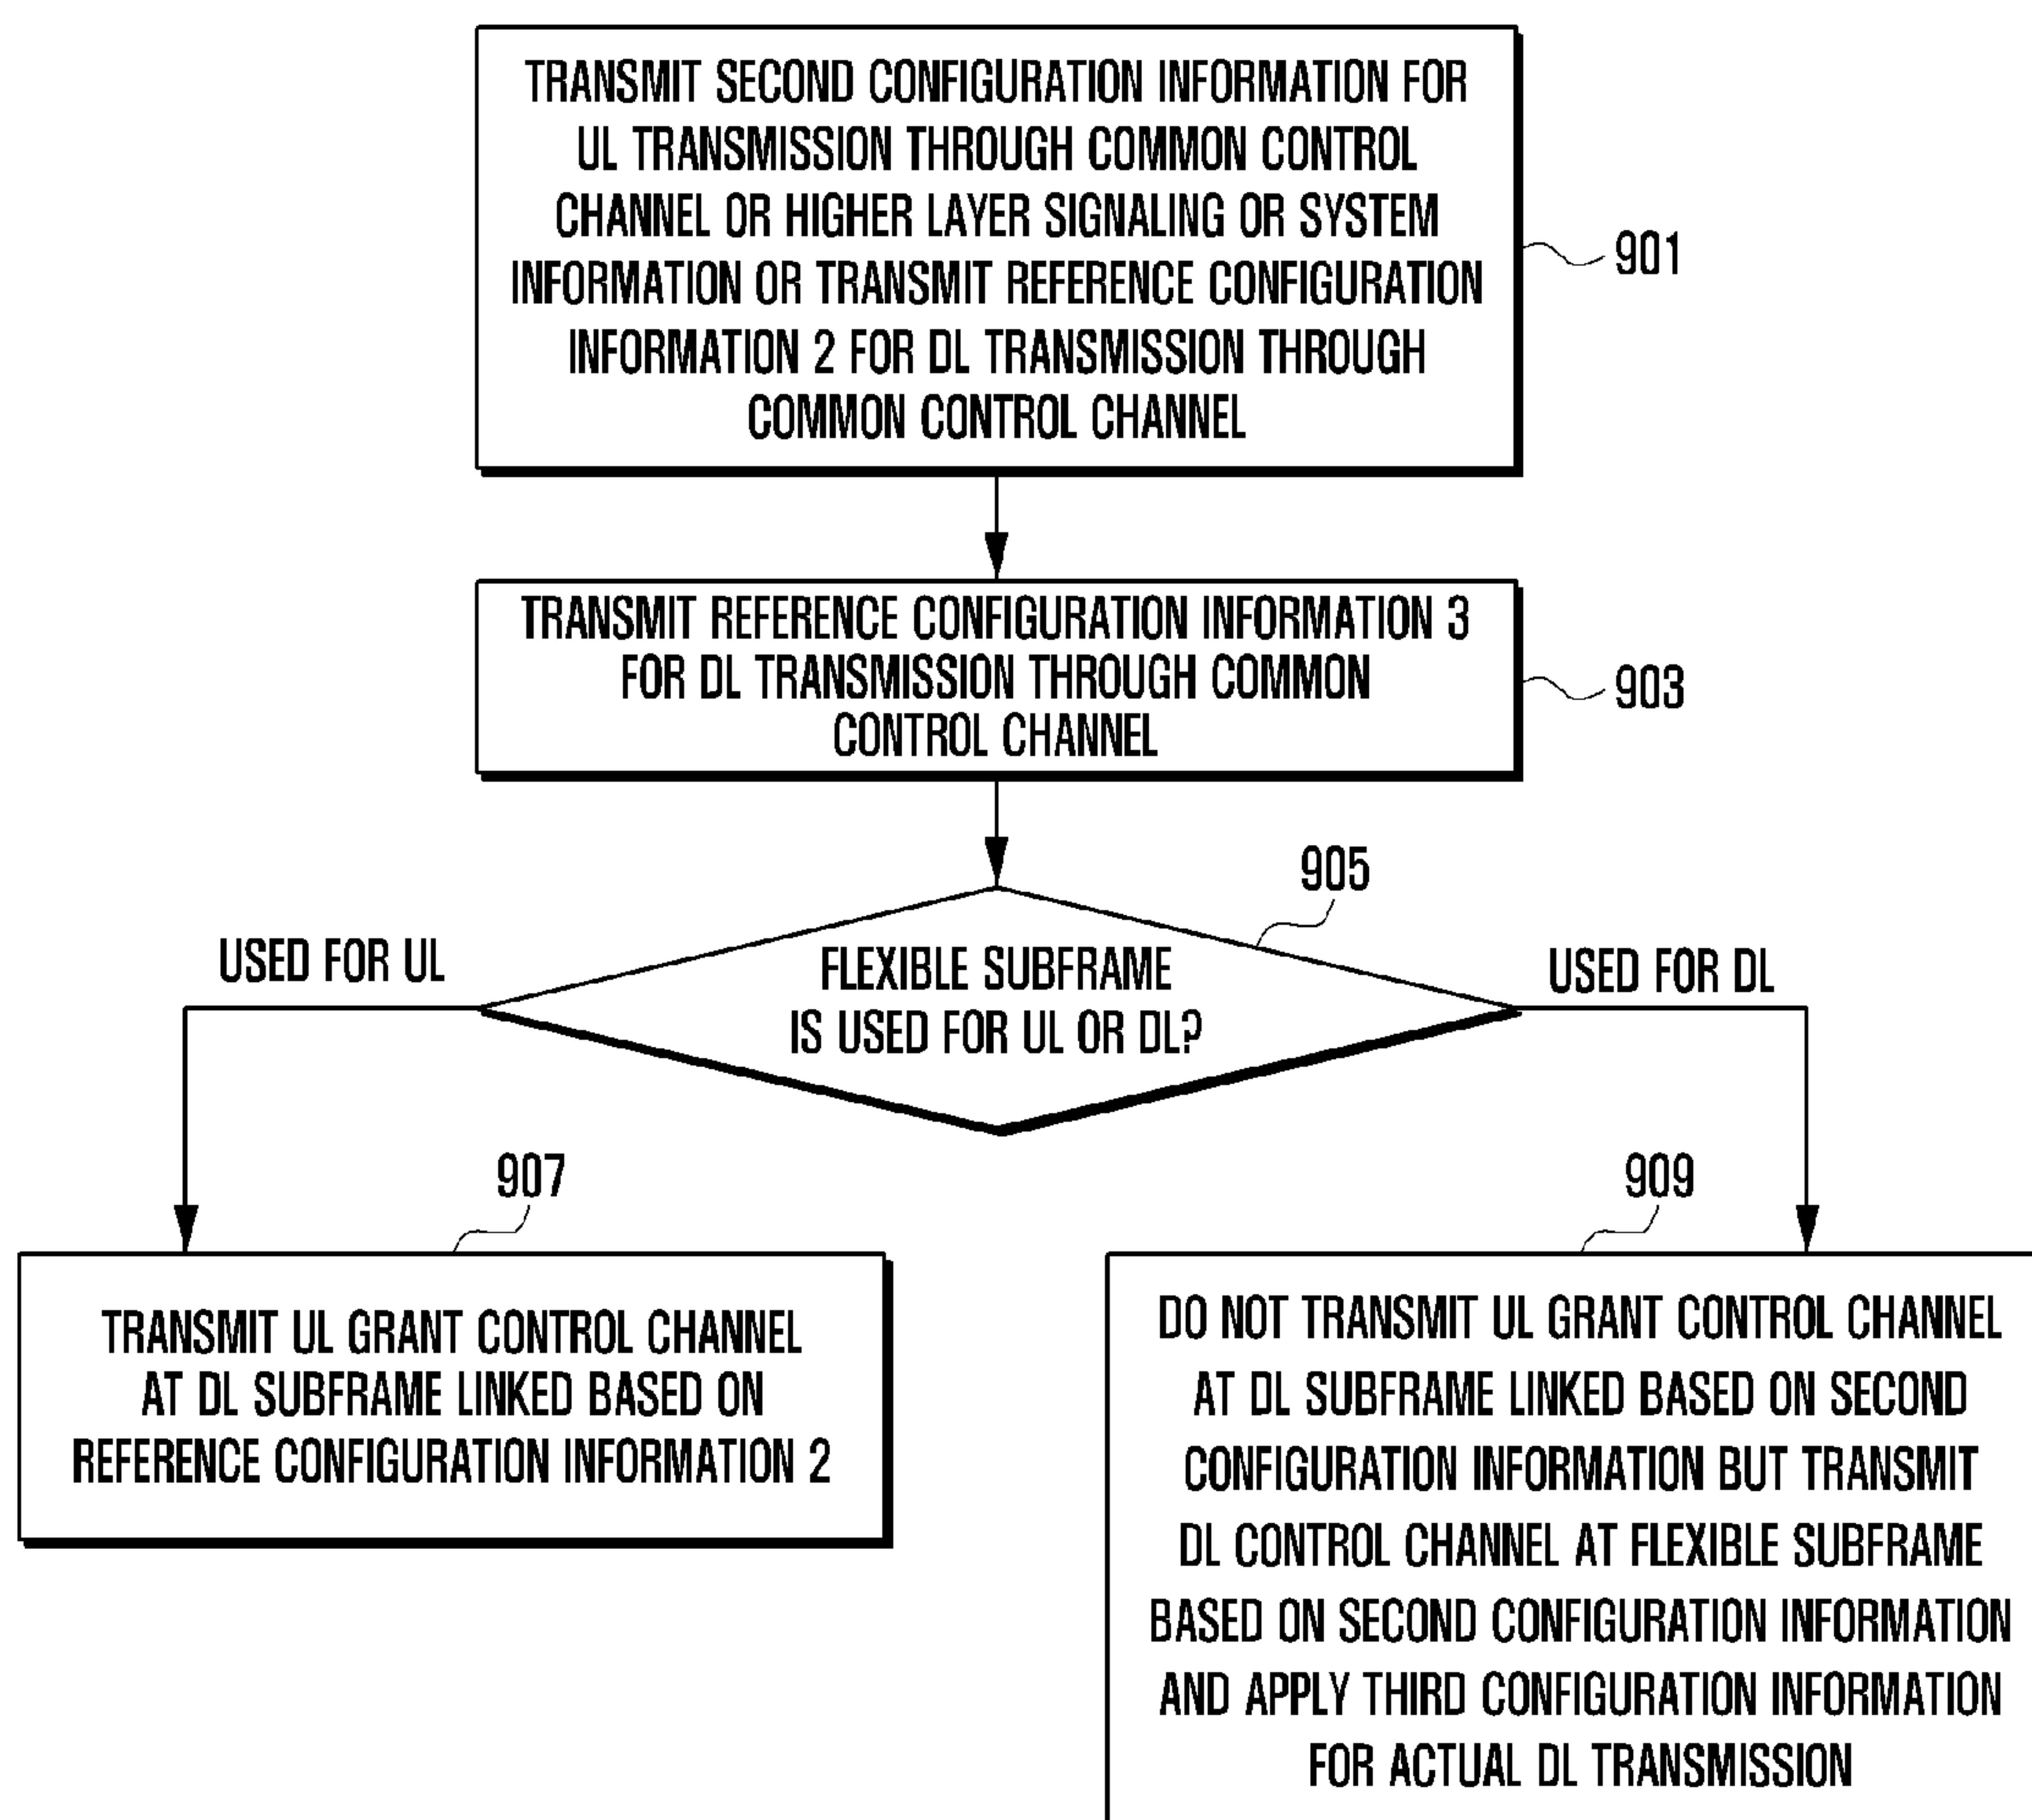 TRANSMIT SECOND CONFIGURATION INFORMATION FOR
UL TRANSMISSION THROUGH COMMON CONTROL
CHANNEL OR HIGHER LAYER SIGNALING OR SYSTEM
INFORMATION OR TRANSMIT REFERENCE CONFIGURATION
INFORMATION 2 FOR DL TRANSMISSION THROUGH
COMMON CONTROL CHANNEL
901
TRANSMIT REFERENCE CONFIGURATION INFORMATION 3
FOR DL TRANSMISSION THROUGH COMMON
CONTROL CHANNEL
903
905
USED FOR UL
FLEXIBLE SUBFRAME
IS USED FOR UL OR DL?
USED FOR DL
907
TRANSMIT UL GRANT CONTROL CHANNEL
AT DL SUBFRAME LINKED BASED ON
REFERENCE CONFIGURATION INFORMATION 2
909
DO NOT TRANSMIT UL GRANT CONTROL CHANNEL
AT DL SUBFRAME LINKED BASED ON SECOND
CONFIGURATION INFORMATION BUT TRANSMIT
DL CONTROL CHANNEL AT FLEXIBLE SUBFRAME
BASED ON SECOND CONFIGURATION INFORMATION
AND APPLY THIRD CONFIGURATION INFORMATION
FOR ACTUAL DL TRANSMISSION